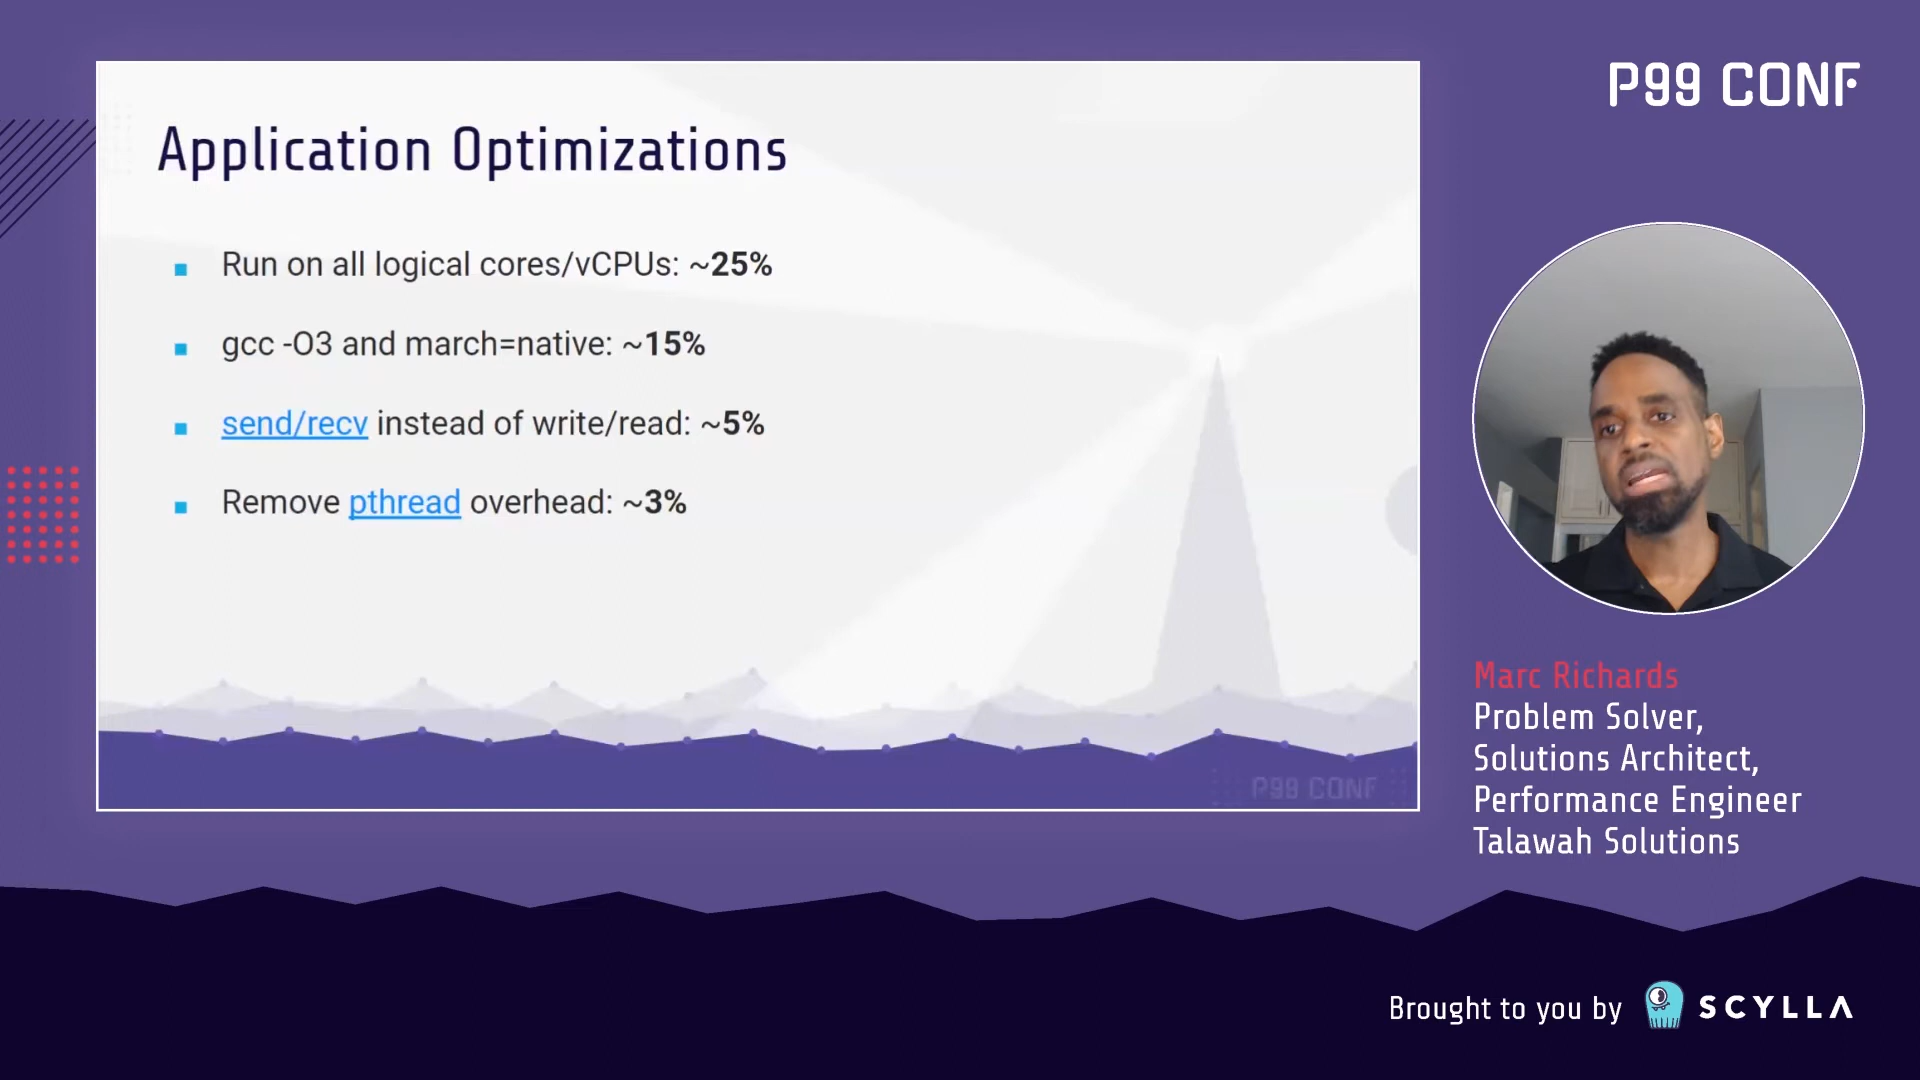 P99 CONF
Application Optimizations
Run on all logical cores/vCPUs: ~25%
gcc -O3 and march=native: ~15%
send/recv instead of write/read: ~5%
Remove pthread overhead: ~3%
P99 CONF
Marc Richards
Problem Solver,
Solutions Architect,
Performance Engineer
Talawah Solutions
Brought to you by SCYLLA